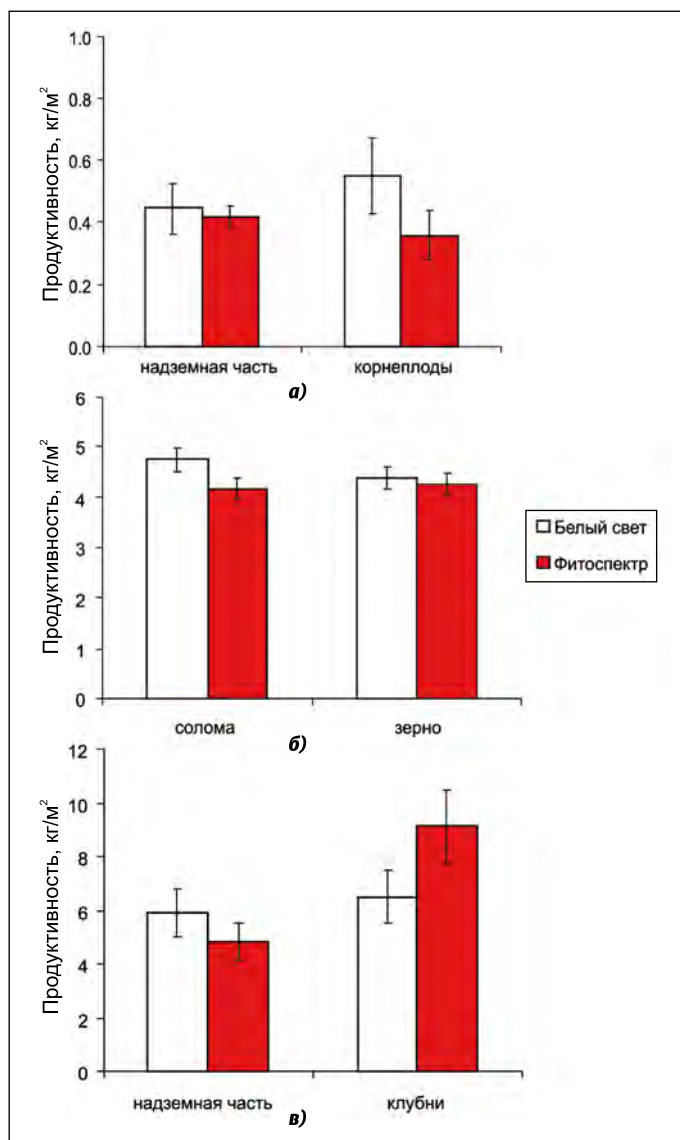 1.0
0.8
0.6
0.4
0.2
0.0
Продуктивность, кг/м²
надземная часть корнеплоды
а)
6
5
4
3
2
1
0
Продуктивность, кг/м²
солома зерно
б)
Белый свет
Фитоспектр
12
10
8
6
4
2
0
Продуктивность, кг/м²
надземная часть клубни
в)